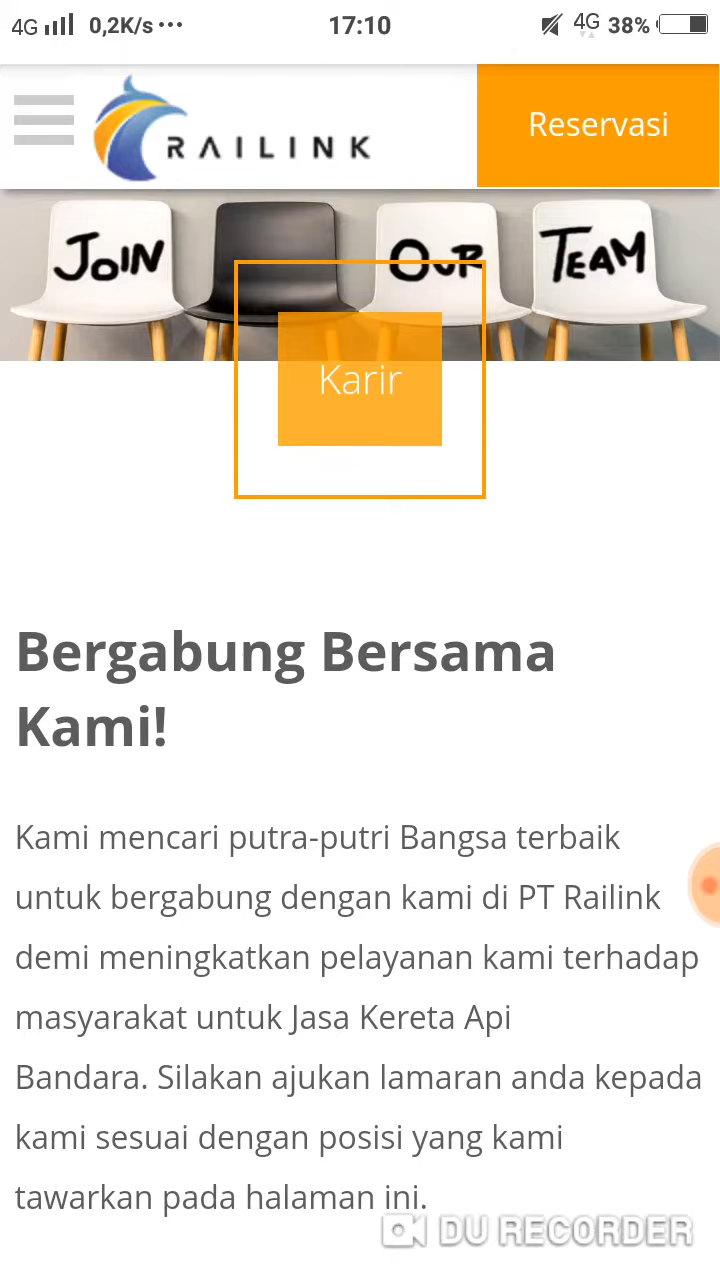 4G 0,2K/s 17:10 4G 38%
RAILINK Reservasi
JOIN OUR TEAM
Karir
Bergabung Bersama
Kami!
Kami mencari putra-putri Bangsa terbaik
untuk bergabung dengan kami di PT Railink
demi meningkatkan pelayanan kami terhadap
masyarakat untuk Jasa Kereta Api
Bandara. Silakan ajukan lamaran anda kepada
kami sesuai dengan posisi yang kami
tawarkan pada halaman ini.
DU RECORDER